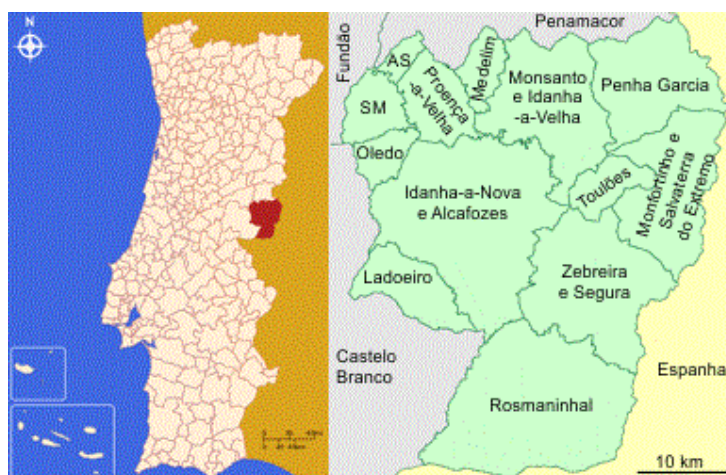 N
Penamacor
Fundão
AS
Proença
-a-Velha
Medelim
Monsanto
e Idanha
-a-Velha
Penha Garcia
SM
Oledo
Idanha-a-Nova
e Alcafozes
Toulões
Monfortinho e
Salvaterra
do Extremo
Ladoeiro
Zebreira
e Segura
Castelo
Branco
Espanha
Rosmaninhal
10 km